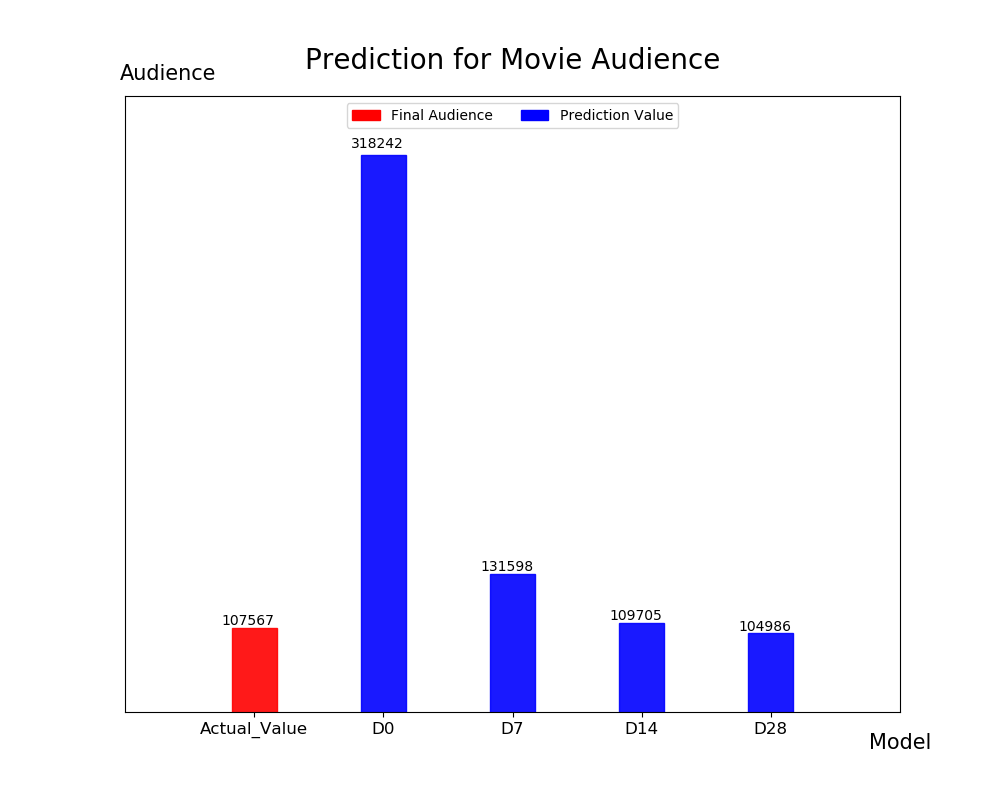 Prediction for Movie Audience
Audience
Final Audience
Prediction Value
318242
131598
109705
107567
104986
Actual_Value
D0
D7
D14
D28
Model